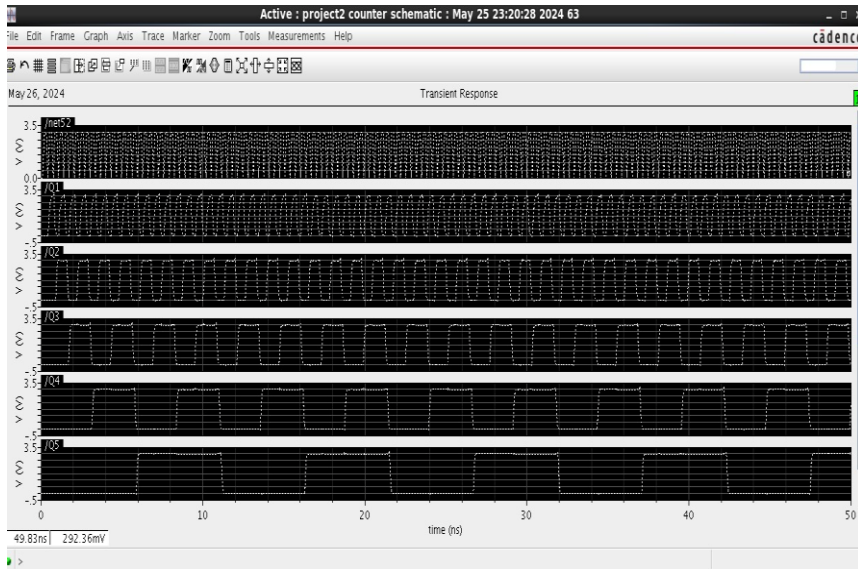 Active : project2 counter schematic : May 25 23:20:28 2024 63
File Edit Frame Graph Axis Trace Marker Zoom Tools Measurements Help
cādence
May 26, 2024
Transient Response
/net52
3.5
V (V)
0.0
/Q1
3.5
V (V)
-.5
/Q2
3.5
V (V)
-.5
/Q3
3.5
V (V)
-.5
/Q4
3.5
V (V)
-.5
/Q5
3.5
V (V)
-.5
0 10 20 30 40 50
time (ns)
49.83ns 292.36mV
>